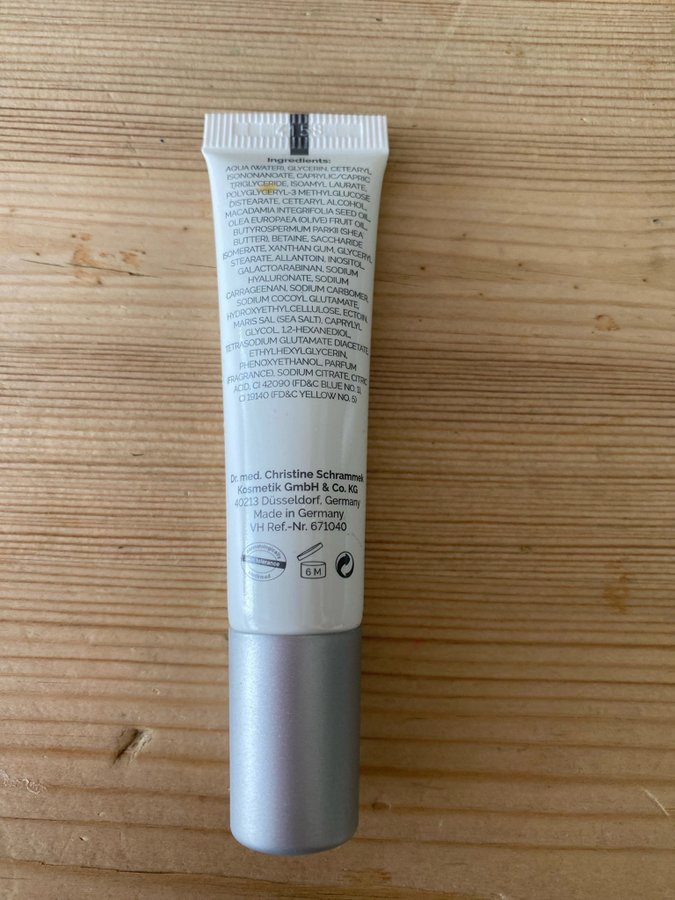 Ingredients:
AQUA (WATER), GLYCERIN, CETEARYL
ISONONANOATE, CAPRYLIC/CAPRIC
TRIGLYCERIDE, ISOAMYL LAURATE,
POLYGLYCERYL-3 METHYLGLUCOSE
DISTEARATE, CETEARYL ALCOHOL,
MACADAMIA INTEGRIFOLIA SEED OIL,
OLEA EUROPAEA (OLIVE) FRUIT OIL,
BUTYROSPERMUM PARKII (SHEA
BUTTER), BETAINE, SACCHARIDE
ISOMERATE, XANTHAN GUM, GLYCERYL
STEARATE, ALLANTOIN, INOSITOL,
GALACTOARABINAN, SODIUM
HYALURONATE, SODIUM
CARRAGEENAN, SODIUM CARBOMER,
SODIUM COCOYL GLUTAMATE,
HYDROXYETHYLCELLULOSE, ECTOIN,
MARIS SAL (SEA SALT), CAPRYLYL
GLYCOL, 1,2-HEXANEDIOL,
TETRASODIUM GLUTAMATE DIACETATE
ETHYLHEXYLGLYCERIN,
PHENOXYETHANOL, PARFUM
(FRAGRANCE), SODIUM CITRATE, CITRIC
ACID, CI 42090 (FD&C BLUE NO. 1),
CI 19140 (FD&C YELLOW NO. 5)
Dr. med. Christine Schrammek
Kosmetik GmbH & Co. KG
40213 Düsseldorf, Germany
Made in Germany
VH Ref.-Nr. 671040
dermatologically
tolerance
confirmed
6 M